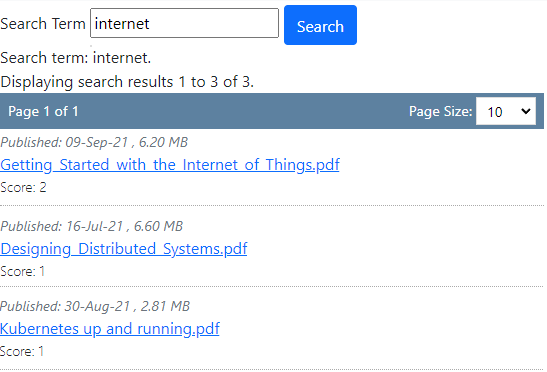 Search Term internet Search
Search term: internet.
Displaying search results 1 to 3 of 3.
Page 1 of 1 Page Size: 10
Published: 09-Sep-21 , 6.20 MB
Getting_Started_with_the_Internet_of_Things.pdf
Score: 2
Published: 16-Jul-21 , 6.60 MB
Designing_Distributed_Systems.pdf
Score: 1
Published: 30-Aug-21 , 2.81 MB
Kubernetes up and running.pdf
Score: 1